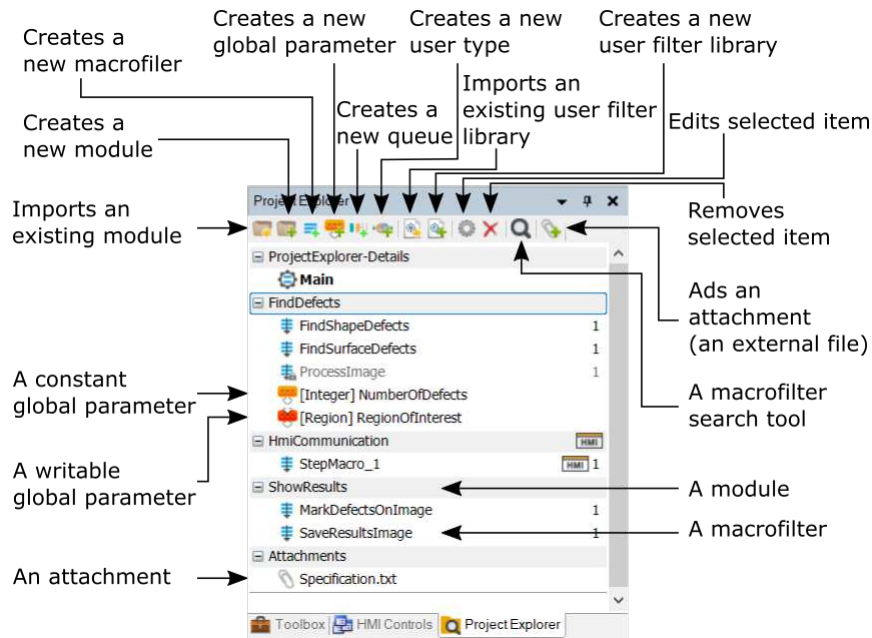 Creates a
new macrofiler
Creates a new
global parameter
Creates a new
user type
Creates a new
user filter library
Creates a
new module
Creates a
new queue
Imports an
existing user filter
library
Edits selected item
Imports an
existing module
Removes
selected item
Project Explorer
ProjectExplorer-Details
Main
FindDefects
FindShapeDefects 1
FindSurfaceDefects 1
ProcessImage 1
[Integer] NumberOfDefects
[Region] RegionOfInterest
HmiCommunication HMI
StepMacro_1 HMI 1
ShowResults
MarkDefectsOnImage 1
SaveResultsImage 1
Attachments
Specification.txt
Toolbox HMI Controls Project Explorer
A constant
global parameter
A writable
global parameter
An attachment
Ads an
attachment
(an external file)
A macrofilter
search tool
A module
A macrofilter